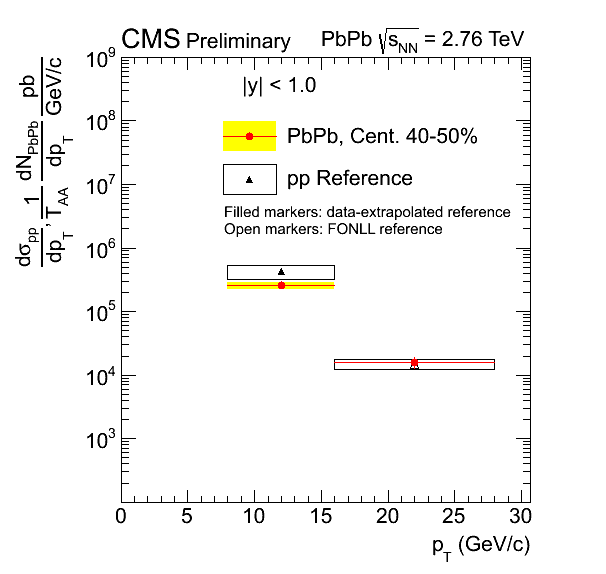 CMS Preliminary PbPb √s_NN = 2.76 TeV
|y| < 1.0
PbPb, Cent. 40-50%
pp Reference
Filled markers: data-extrapolated reference
Open markers: FONLL reference
dσ_pp/dp_T, 1/T_AA dN_PbPb/dp_T pb/GeV/c
10^9
10^8
10^7
10^6
10^5
10^4
10^3
0 5 10 15 20 25 30
p_T (GeV/c)